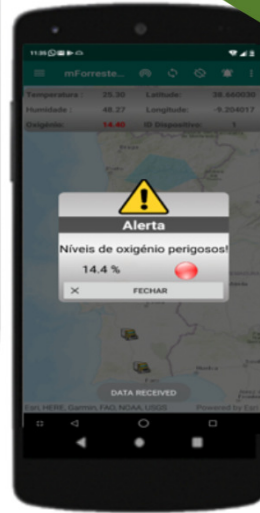 11:35
mForreste...
Temperatura : 25.30 Latitude: 38.660030
Humidade : 48.27 Longitude: -9.204017
Oxigénio: 14.40 ID Dispositivo: 1
Alerta
Níveis de oxigénio perigosos!
14.4 %
FECHAR
DATA RECEIVED
Esri, HERE, Garmin, FAO, NOAA, USGS Powered by Esri